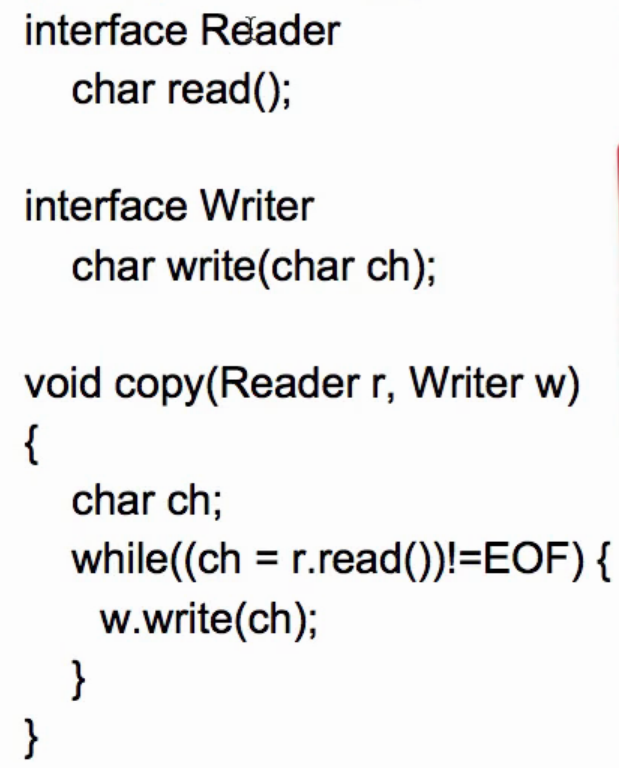 interface Reader
char read();
interface Writer
char write(char ch);
void copy(Reader r, Writer w)
{
char ch;
while((ch = r.read())!=EOF) {
w.write(ch);
}
}